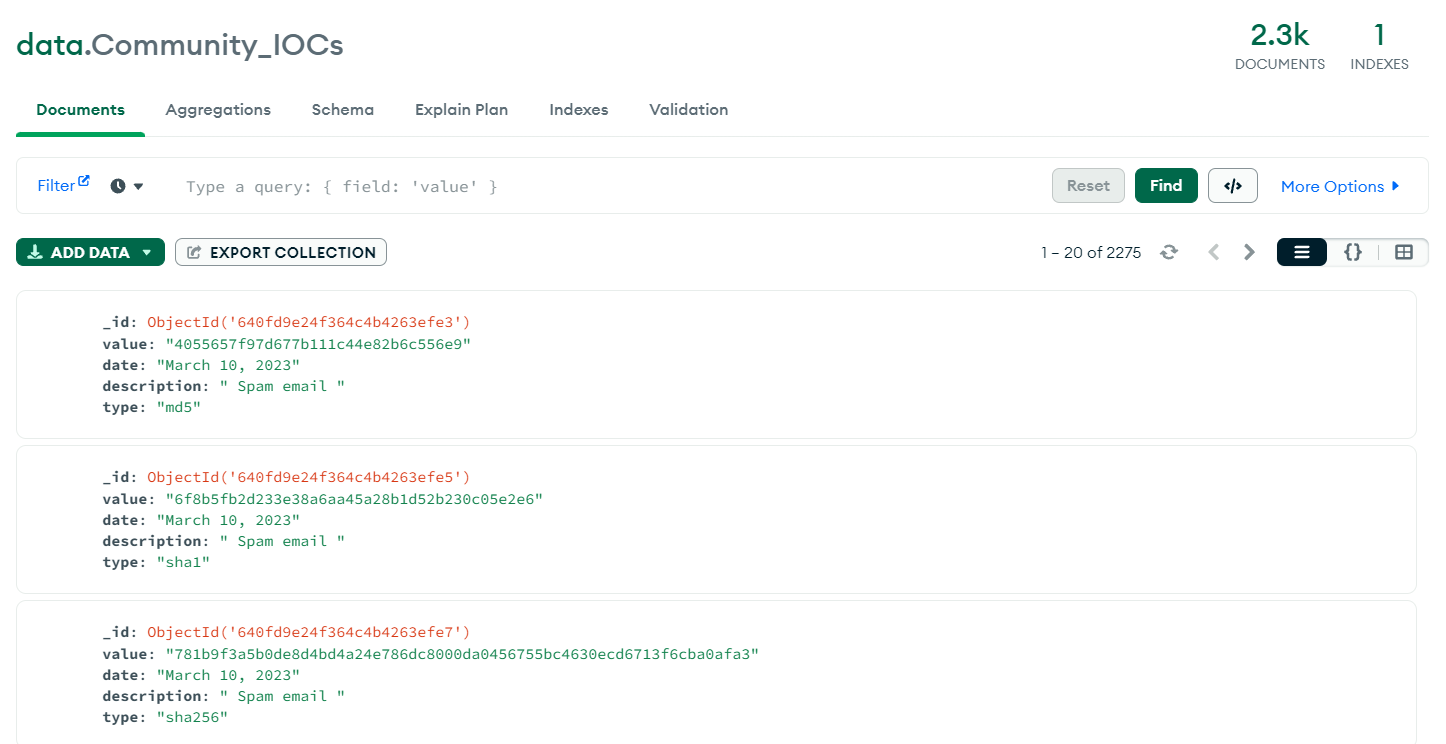 data.Community_IOCs
2.3k
DOCUMENTS
1
INDEXES
Documents Aggregations Schema Explain Plan Indexes Validation
Filter Type a query: { field: 'value' } Reset Find </> More Options
ADD DATA EXPORT COLLECTION 1 – 20 of 2275 {}
_id: ObjectId('640fd9e24f364c4b4263efe3')
value: "4055657f97d677b111c44e82b6c556e9"
date: "March 10, 2023"
description: " Spam email "
type: "md5"
_id: ObjectId('640fd9e24f364c4b4263efe5')
value: "6f8b5fb2d233e38a6aa45a28b1d52b230c05e2e6"
date: "March 10, 2023"
description: " Spam email "
type: "sha1"
_id: ObjectId('640fd9e24f364c4b4263efe7')
value: "781b9f3a5b0de8d4bd4a24e786dc8000da0456755bc4630ecd6713f6cba0afa3"
date: "March 10, 2023"
description: " Spam email "
type: "sha256"